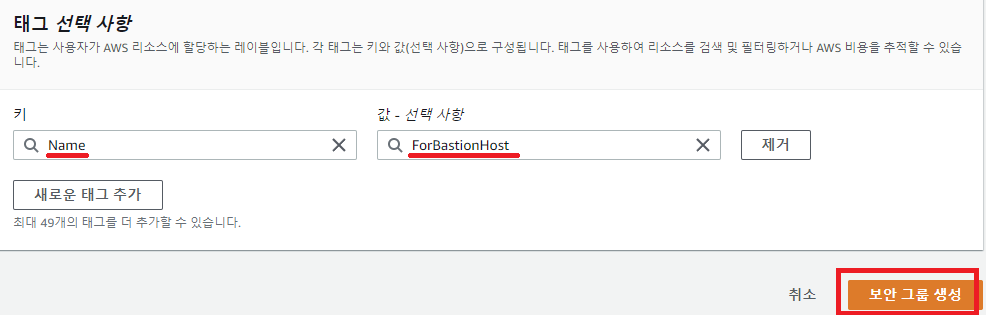 태그 선택 사항
태그는 사용자가 AWS 리소스에 할당하는 레이블입니다. 각 태그는 키와 값(선택 사항)으로 구성됩니다. 태그를 사용하여 리소스를 검색 및 필터링하거나 AWS 비용을 추적할 수 있습
니다.
키
값 - 선택 사항
Name
ForBastionHost
제거
새로운 태그 추가
최대 49개의 태그를 더 추가할 수 있습니다.
취소
보안 그룹 생성